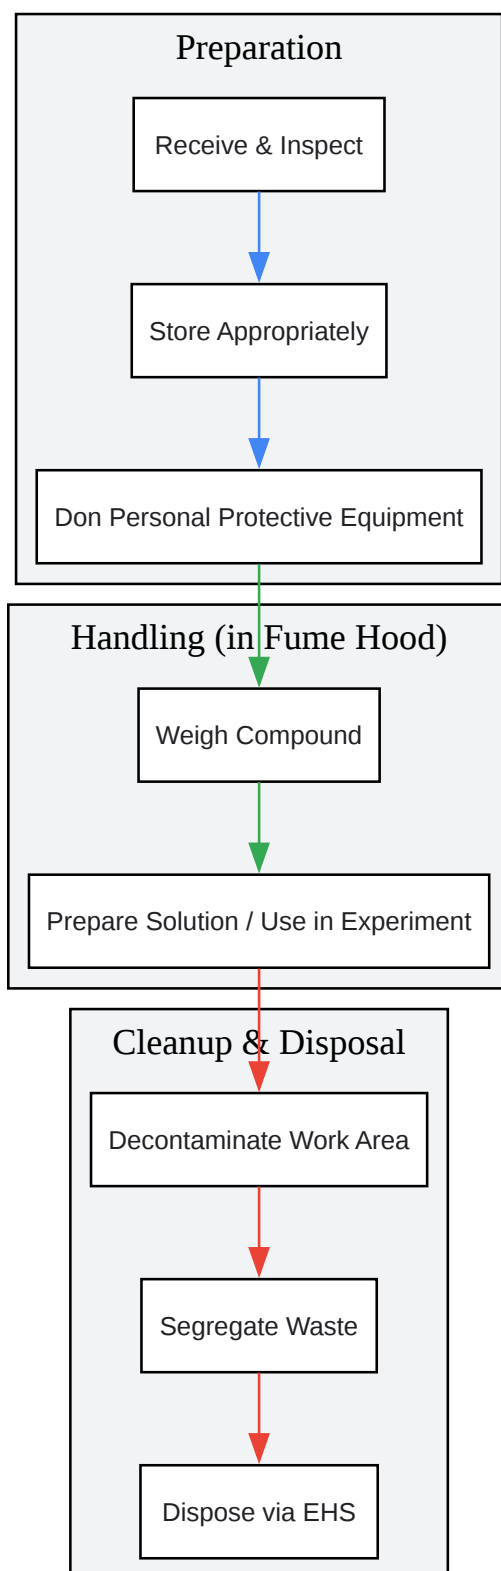 Preparation
Receive & Inspect
Store Appropriately
Don Personal Protective Equipment
Handling (in Fume Hood)
Weigh Compound
Prepare Solution / Use in Experiment
Cleanup & Disposal
Decontaminate Work Area
Segregate Waste
Dispose via EHS